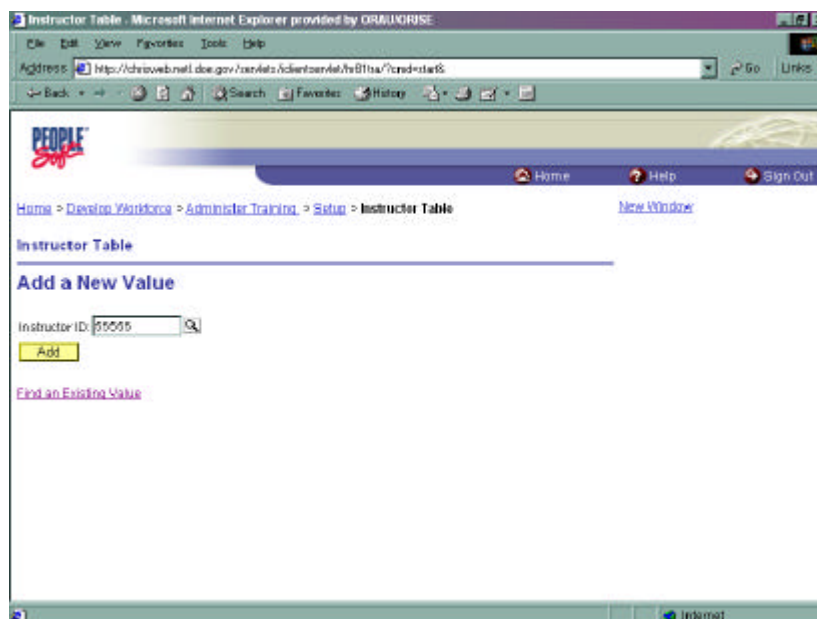 Instructor Table - Microsoft Internet Explorer provided by ORAU/ORISE
File Edit View Favorites Tools Help
Address http://chrisweb.netl.doe.gov/servlets/iclientservlet/hr81tsa/?cmd=start& Go Links
Back Search Favorites History
PEOPLE Soft
Home Help Sign Out
Home > Develop Workforce > Administer Training > Setup > Instructor Table New Window
Instructor Table
Add a New Value
Instructor ID:
Add
Find an Existing Value
Internet